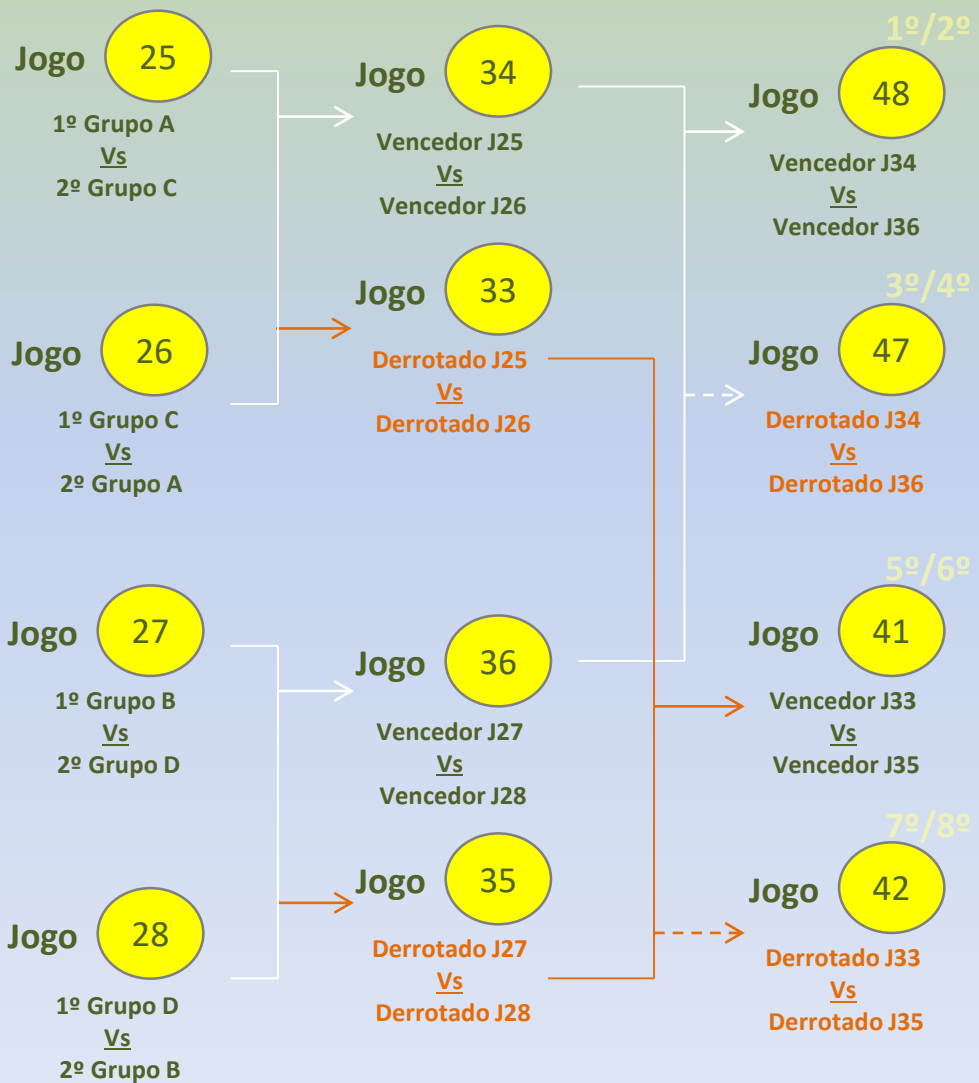 Jogo 25
1º Grupo A
Vs
2º Grupo C
Jogo 26
1º Grupo C
Vs
2º Grupo A
Jogo 27
1º Grupo B
Vs
2º Grupo D
Jogo 28
1º Grupo D
Vs
2º Grupo B
Jogo 34
Vencedor J25
Vs
Vencedor J26
Jogo 33
Derrotado J25
Vs
Derrotado J26
Jogo 36
Vencedor J27
Vs
Vencedor J28
Jogo 35
Derrotado J27
Vs
Derrotado J28
1º/2º
Jogo 48
Vencedor J34
Vs
Vencedor J36
3º/4º
Jogo 47
Derrotado J34
Vs
Derrotado J36
5º/6º
Jogo 41
Vencedor J33
Vs
Vencedor J35
7º/8º
Jogo 42
Derrotado J33
Vs
Derrotado J35